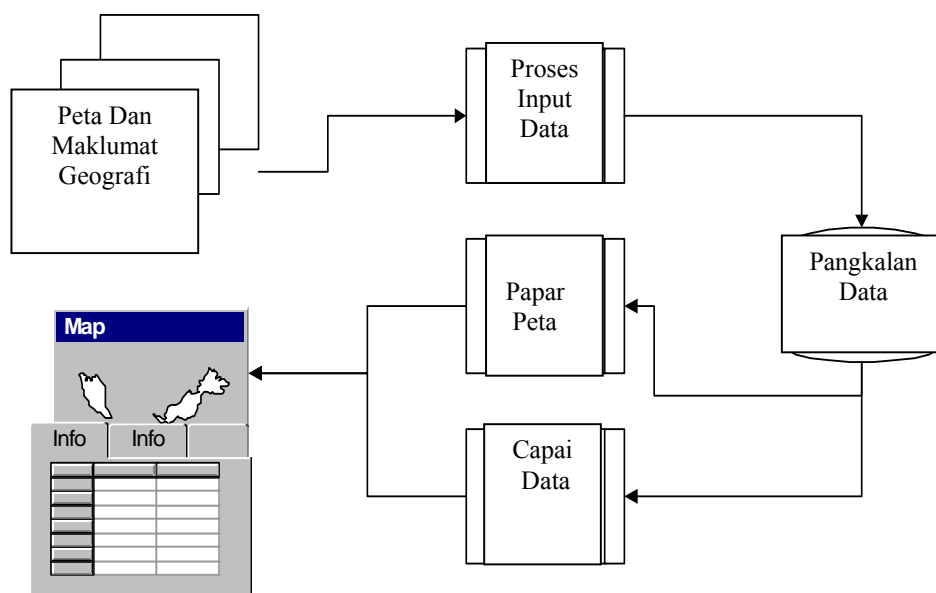 Peta Dan
Maklumat
Geografi
Proses
Input
Data
Pangkalan
Data
Papar
Peta
Capai
Data
Map
Info
Info